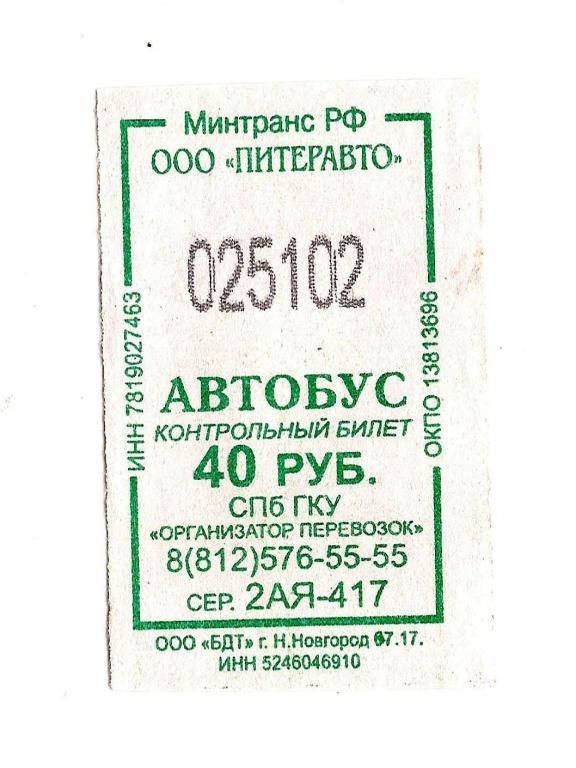 Минтранс РФ
ООО «ПИТЕРАВТО»
025102
ИНН 7819027463
ОКПО 13813696
АВТОБУС
КОНТРОЛЬНЫЙ БИЛЕТ
40 РУБ.
СПб ГКУ
«ОРГАНИЗАТОР ПЕРЕВОЗОК»
8(812)576-55-55
СЕР. 2АЯ-417
ООО «БДТ» г. Н.Новгород 07.17.
ИНН 5246046910